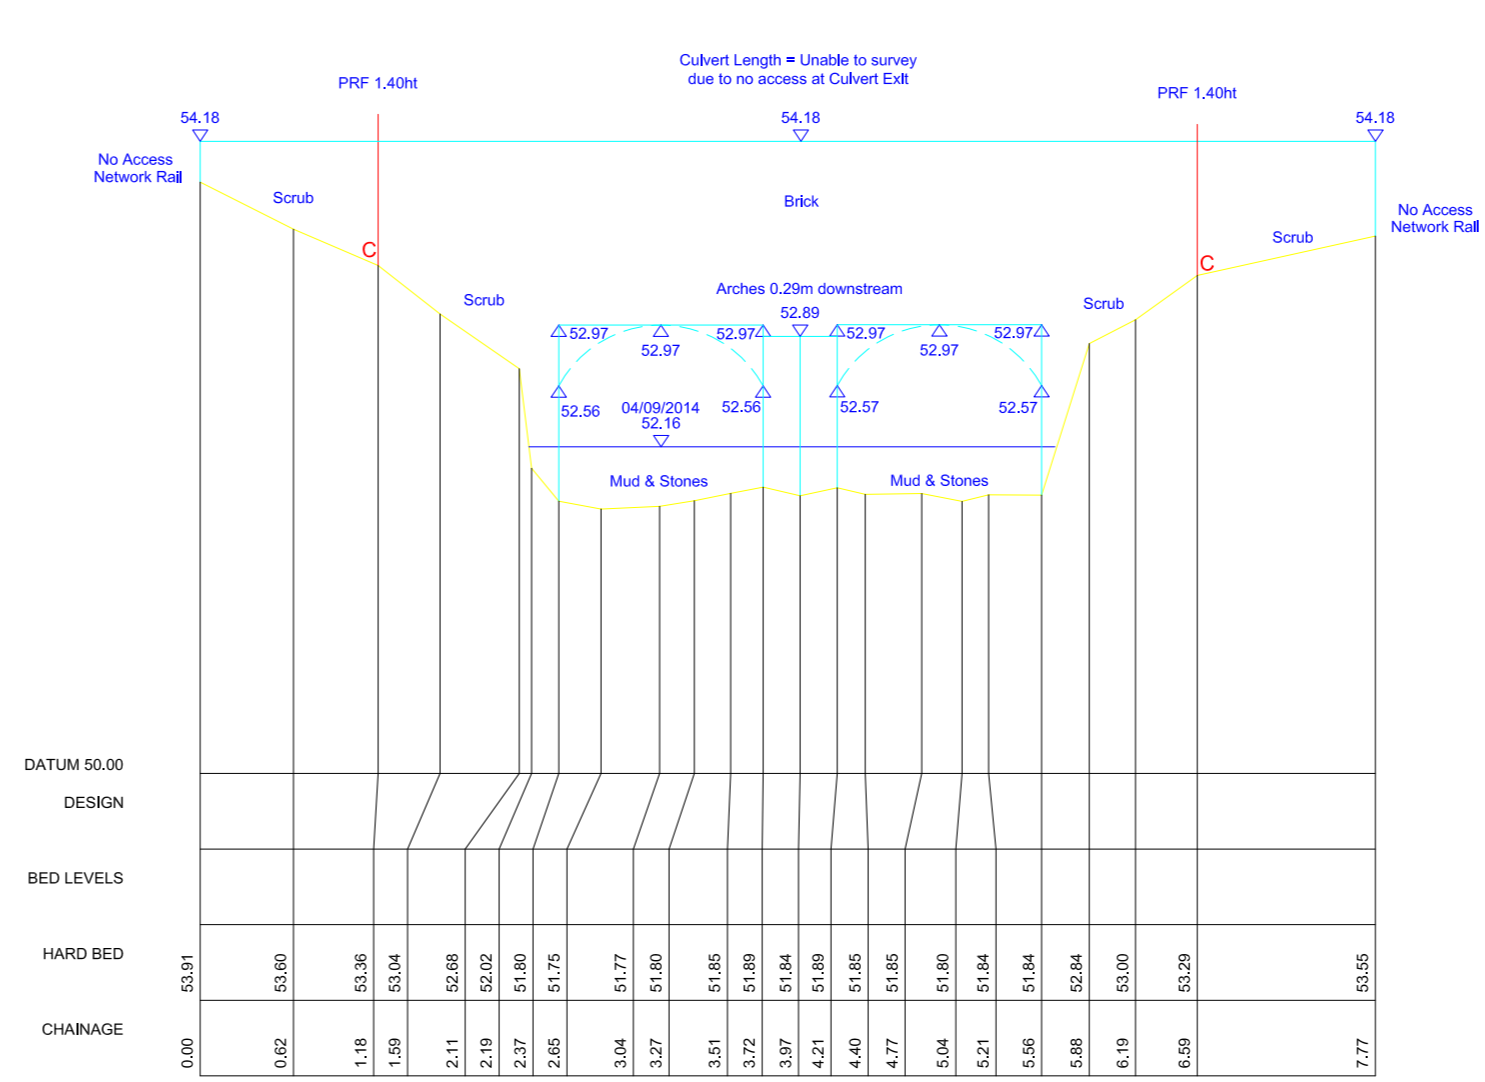 Culvert Length = Unable to survey
due to no access at Culvert Exit
PRF 1.40ht
PRF 1.40ht
54.18
54.18
54.18
No Access
Network Rail
Scrub
Brick
No Access
Network Rail
Scrub
C
C
Scrub
Arches 0.29m downstream
52.89
Scrub
52.97
52.97
52.97
52.97
52.97
52.97
52.56
04/09/2014
52.16
52.56
52.57
52.57
Mud & Stones
Mud & Stones
DATUM 50.00
DESIGN
BED LEVELS
HARD BED 53.91 53.60 53.36 53.04 52.68 52.02 51.80 51.75 51.77 51.80 51.85 51.89 51.84 51.89 51.85 51.85 51.80 51.84 51.84 52.84 53.00 53.29 53.55
CHAINAGE 0.00 0.62 1.18 1.59 2.11 2.19 2.37 2.65 3.04 3.27 3.51 3.72 3.97 4.21 4.40 4.77 5.04 5.21 5.56 5.88 6.19 6.59 7.77